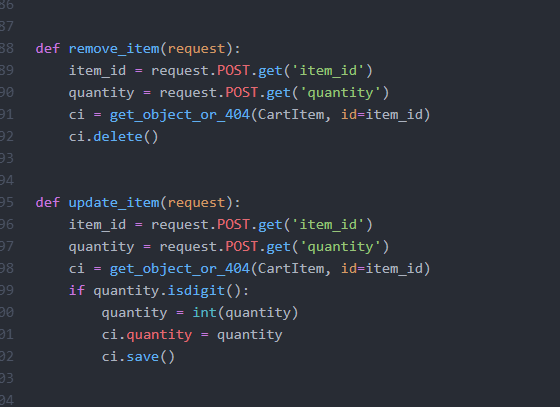 86
87
88 def remove_item(request):
89 item_id = request.POST.get('item_id')
90 quantity = request.POST.get('quantity')
91 ci = get_object_or_404(CartItem, id=item_id)
92 ci.delete()
93
94
95 def update_item(request):
96 item_id = request.POST.get('item_id')
97 quantity = request.POST.get('quantity')
98 ci = get_object_or_404(CartItem, id=item_id)
99 if quantity.isdigit():
00 quantity = int(quantity)
01 ci.quantity = quantity
02 ci.save()
03
04